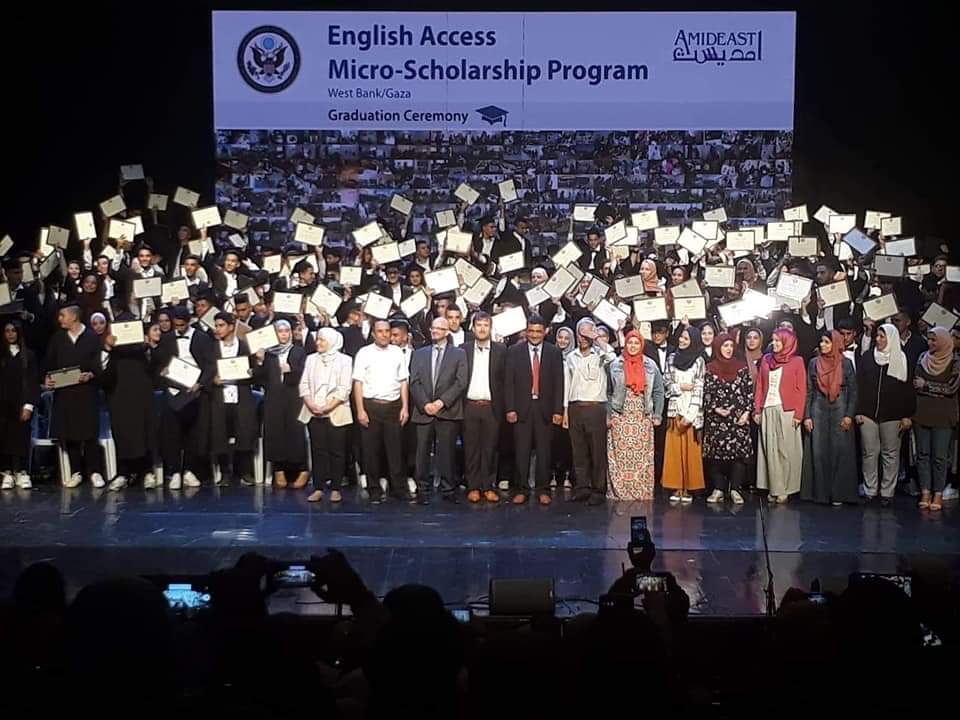 English Access
Micro-Scholarship Program
West Bank/Gaza
Graduation Ceremony
AMIDEAST
امديست